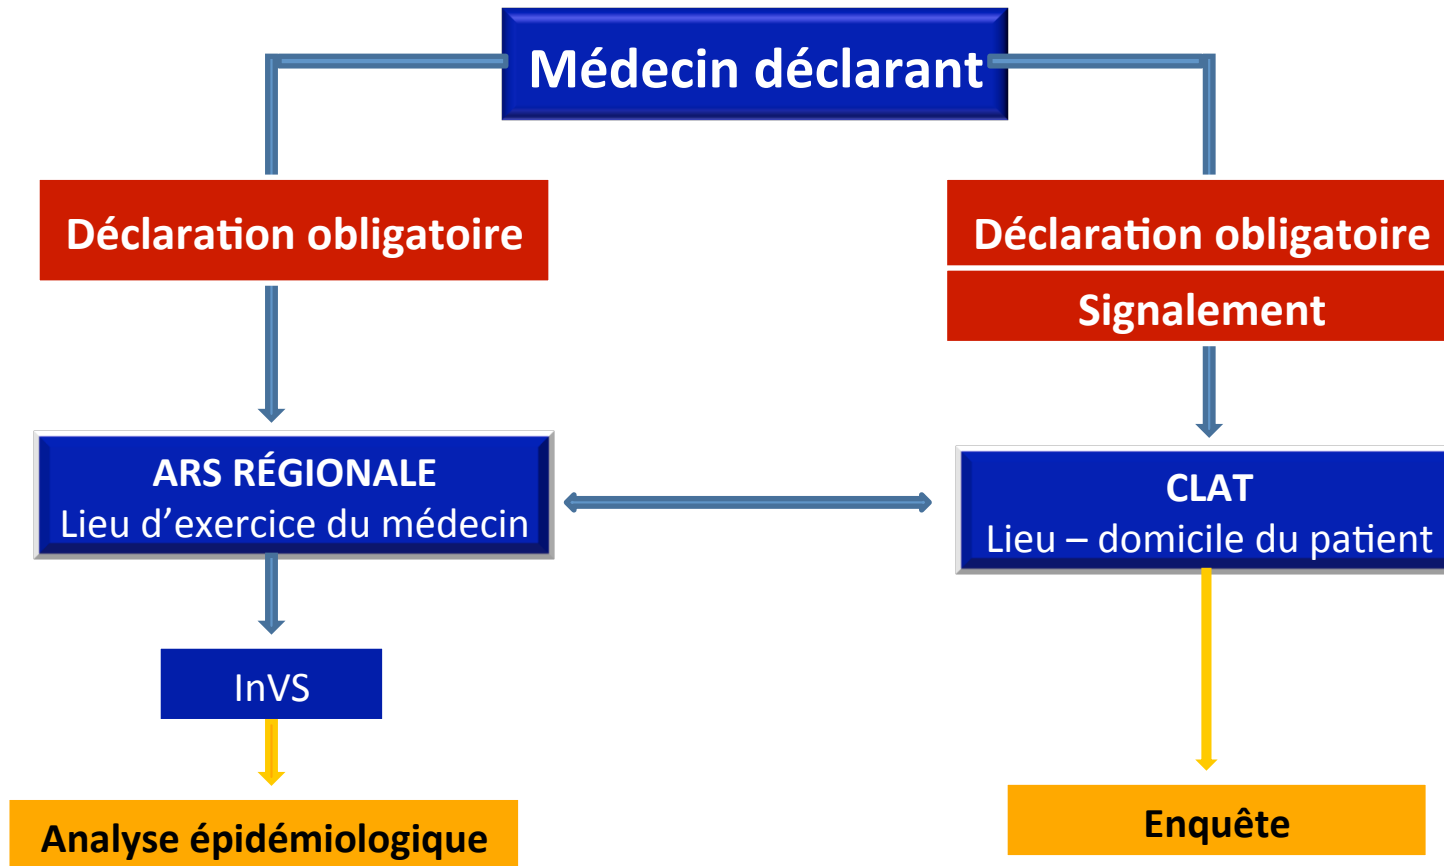 Médecin déclarant
Déclaration obligatoire
Déclaration obligatoire
Signalement
ARS RÉGIONALE
Lieu d’exercice du médecin
CLAT
Lieu – domicile du patient
InVS
Analyse épidémiologique
Enquête